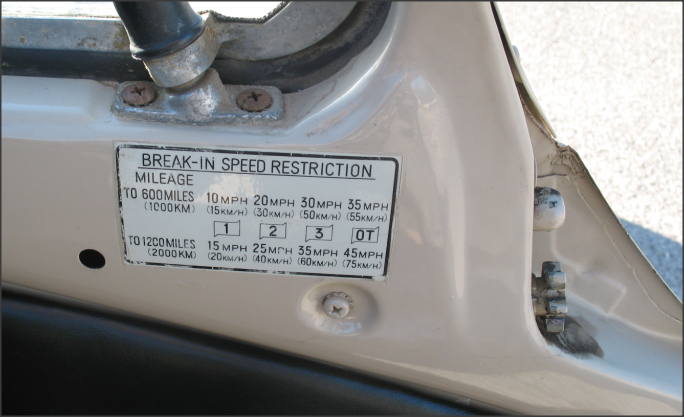 BREAK-IN SPEED RESTRICTION
MILEAGE
TO 600MILES 10MPH 20MPH 30MPH 35MPH
(1000KM) (15KM/H) (30KM/H) (50KM/H) (55KM/H)
1 2 3 OT
TO 1200MILES 15MPH 25MPH 35MPH 45MPH
(2000KM) (20KM/H) (40KM/H) (60KM/H) (75KM/H)